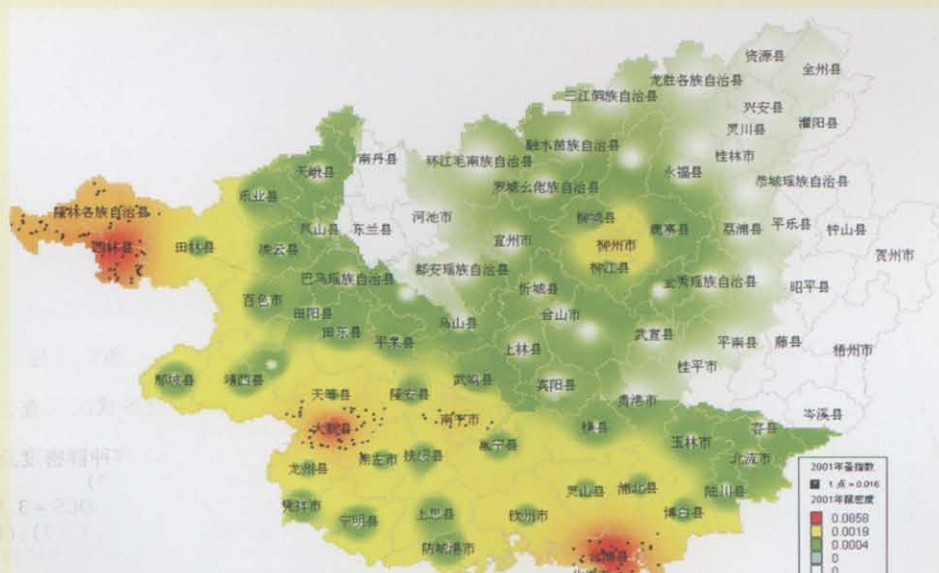 资源县
全州县
龙胜各族自治县
三江侗族自治县
兴安县
灌阳县
灵川县
融水苗族自治县
桂林市
南丹县
环江毛南族自治县
天峨县
永福县
恭城瑶族自治县
罗城么佬族自治县
乐业县
隆林各族自治县
河池市
柳城县
凤山县
东兰县
鹿寨县
荔浦县
平乐县
钟山县
西林县
田林县
凌云县
宜州市
柳州市
贺州市
都安瑶族自治县
柳江县
巴马瑶族自治县
忻城县
金秀瑶族自治县
昭平县
百色市
田阳县
合山市
田东县
马山县
武宣县
平果县
上林县
平南县
藤县
梧州市
桂平市
那坡县
靖西县
武鸣县
宾阳县
天等县
隆安县
贵港市
岑溪县
大新县
南宁市
横县
容县
邕宁县
玉林市
崇左市
扶绥县
北流市
龙州县
灵山县
浦北县
陆川县
凭祥市
宁明县
上思县
钦州市
博白县
防城港市
合浦县
2001年蚤指数
1 点 = 0.016
2001年鼠密度
0.0858
0.0019
0.0004
0
0